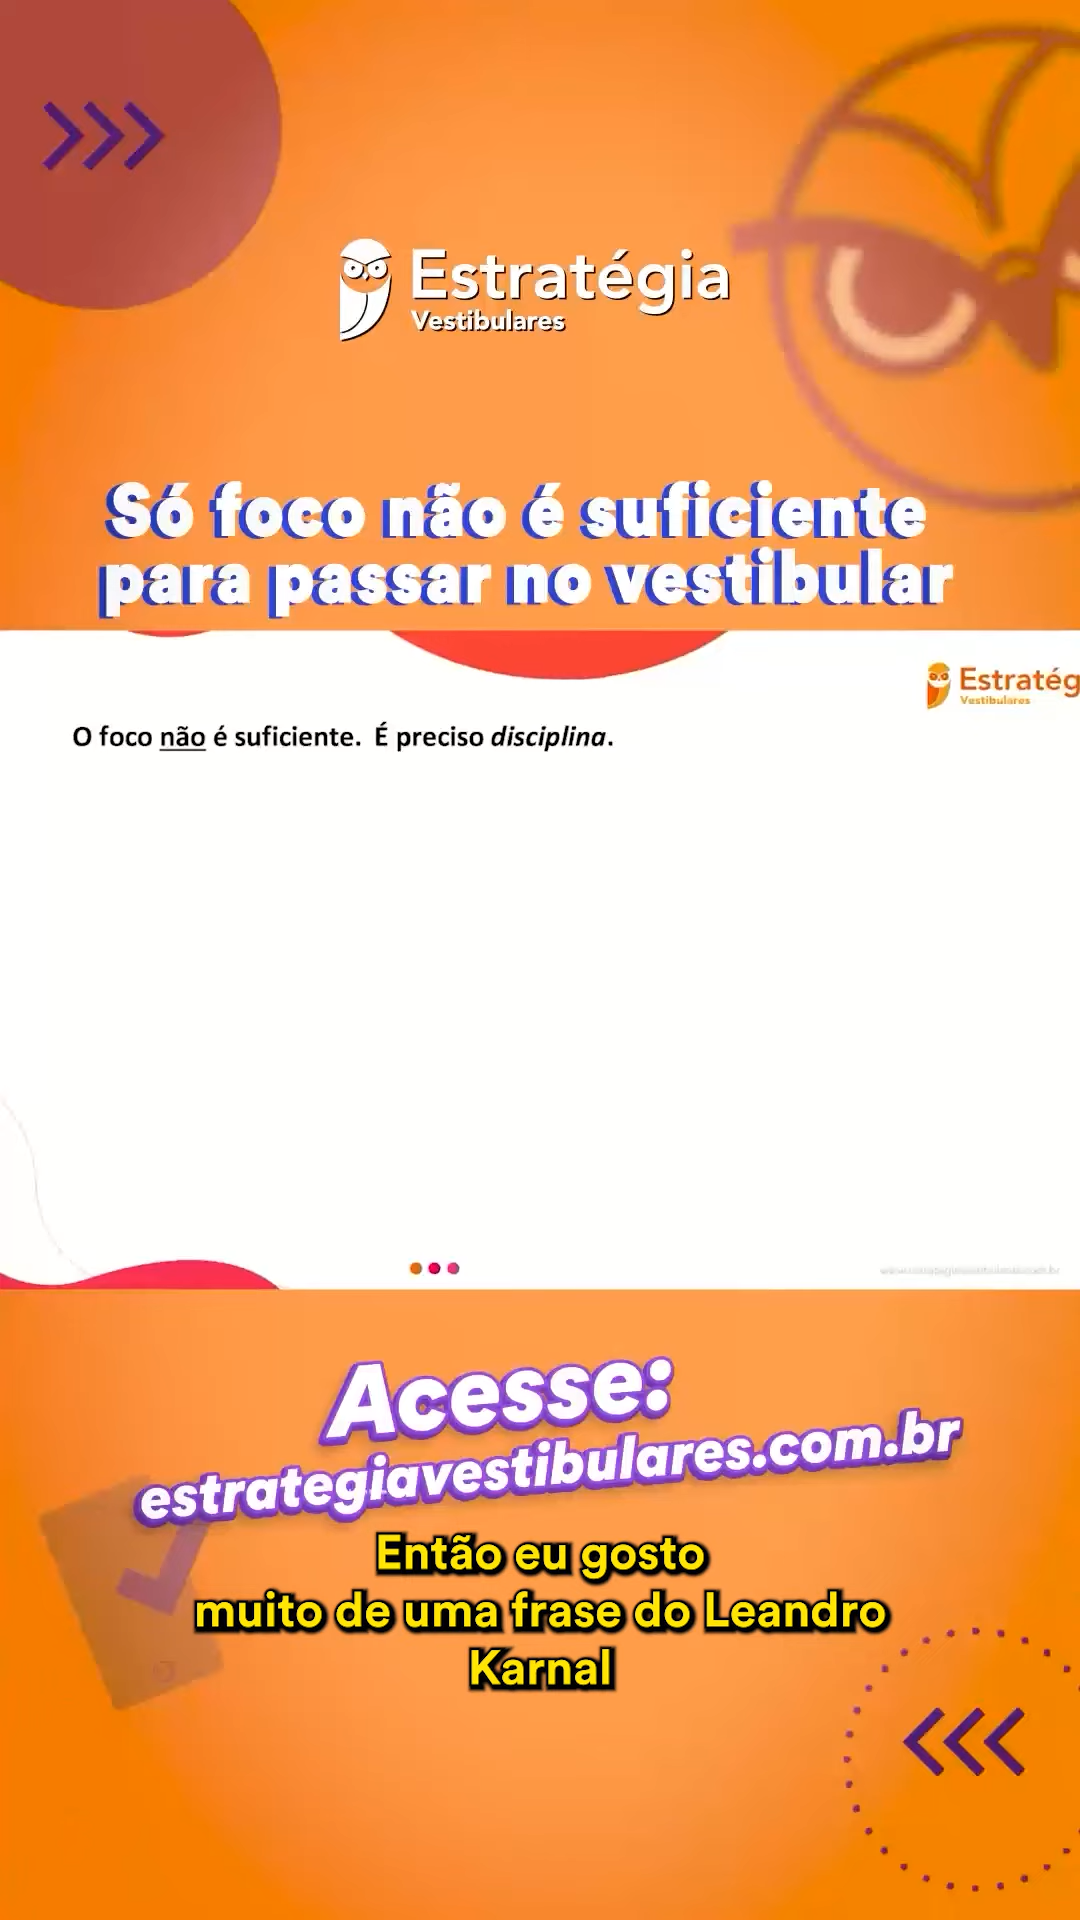 Estratégia
Vestibulares
Só foco não é suficiente
para passar no vestibular
Estratég
Vestibulares
O foco não é suficiente. É preciso disciplina.
Acesse:
estrategiavestibulares.com.br
Então eu gosto
muito de uma frase do Leandro
Karnal